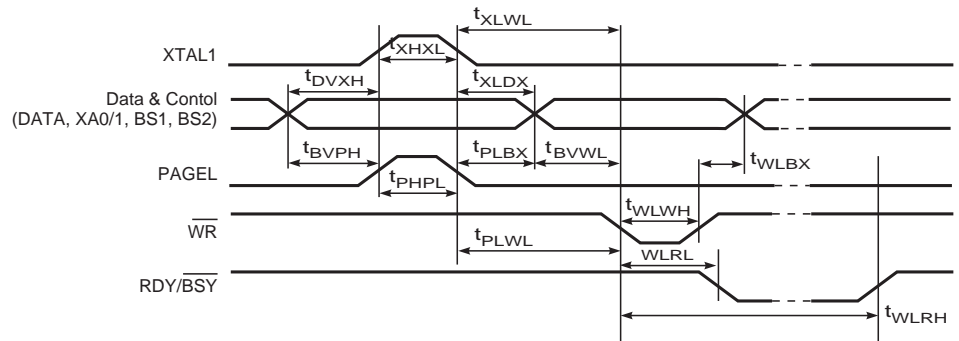 tXLWL
XTAL1
tXHXL
tDVXH
tXLDX
Data & Contol
(DATA, XA0/1, BS1, BS2)
tBVPH
tPLBX
tBVWL
tWLBX
PAGEL
tPHPL
WR
tWLWH
tPLWL
WLRL
RDY/BSY
tWLRH